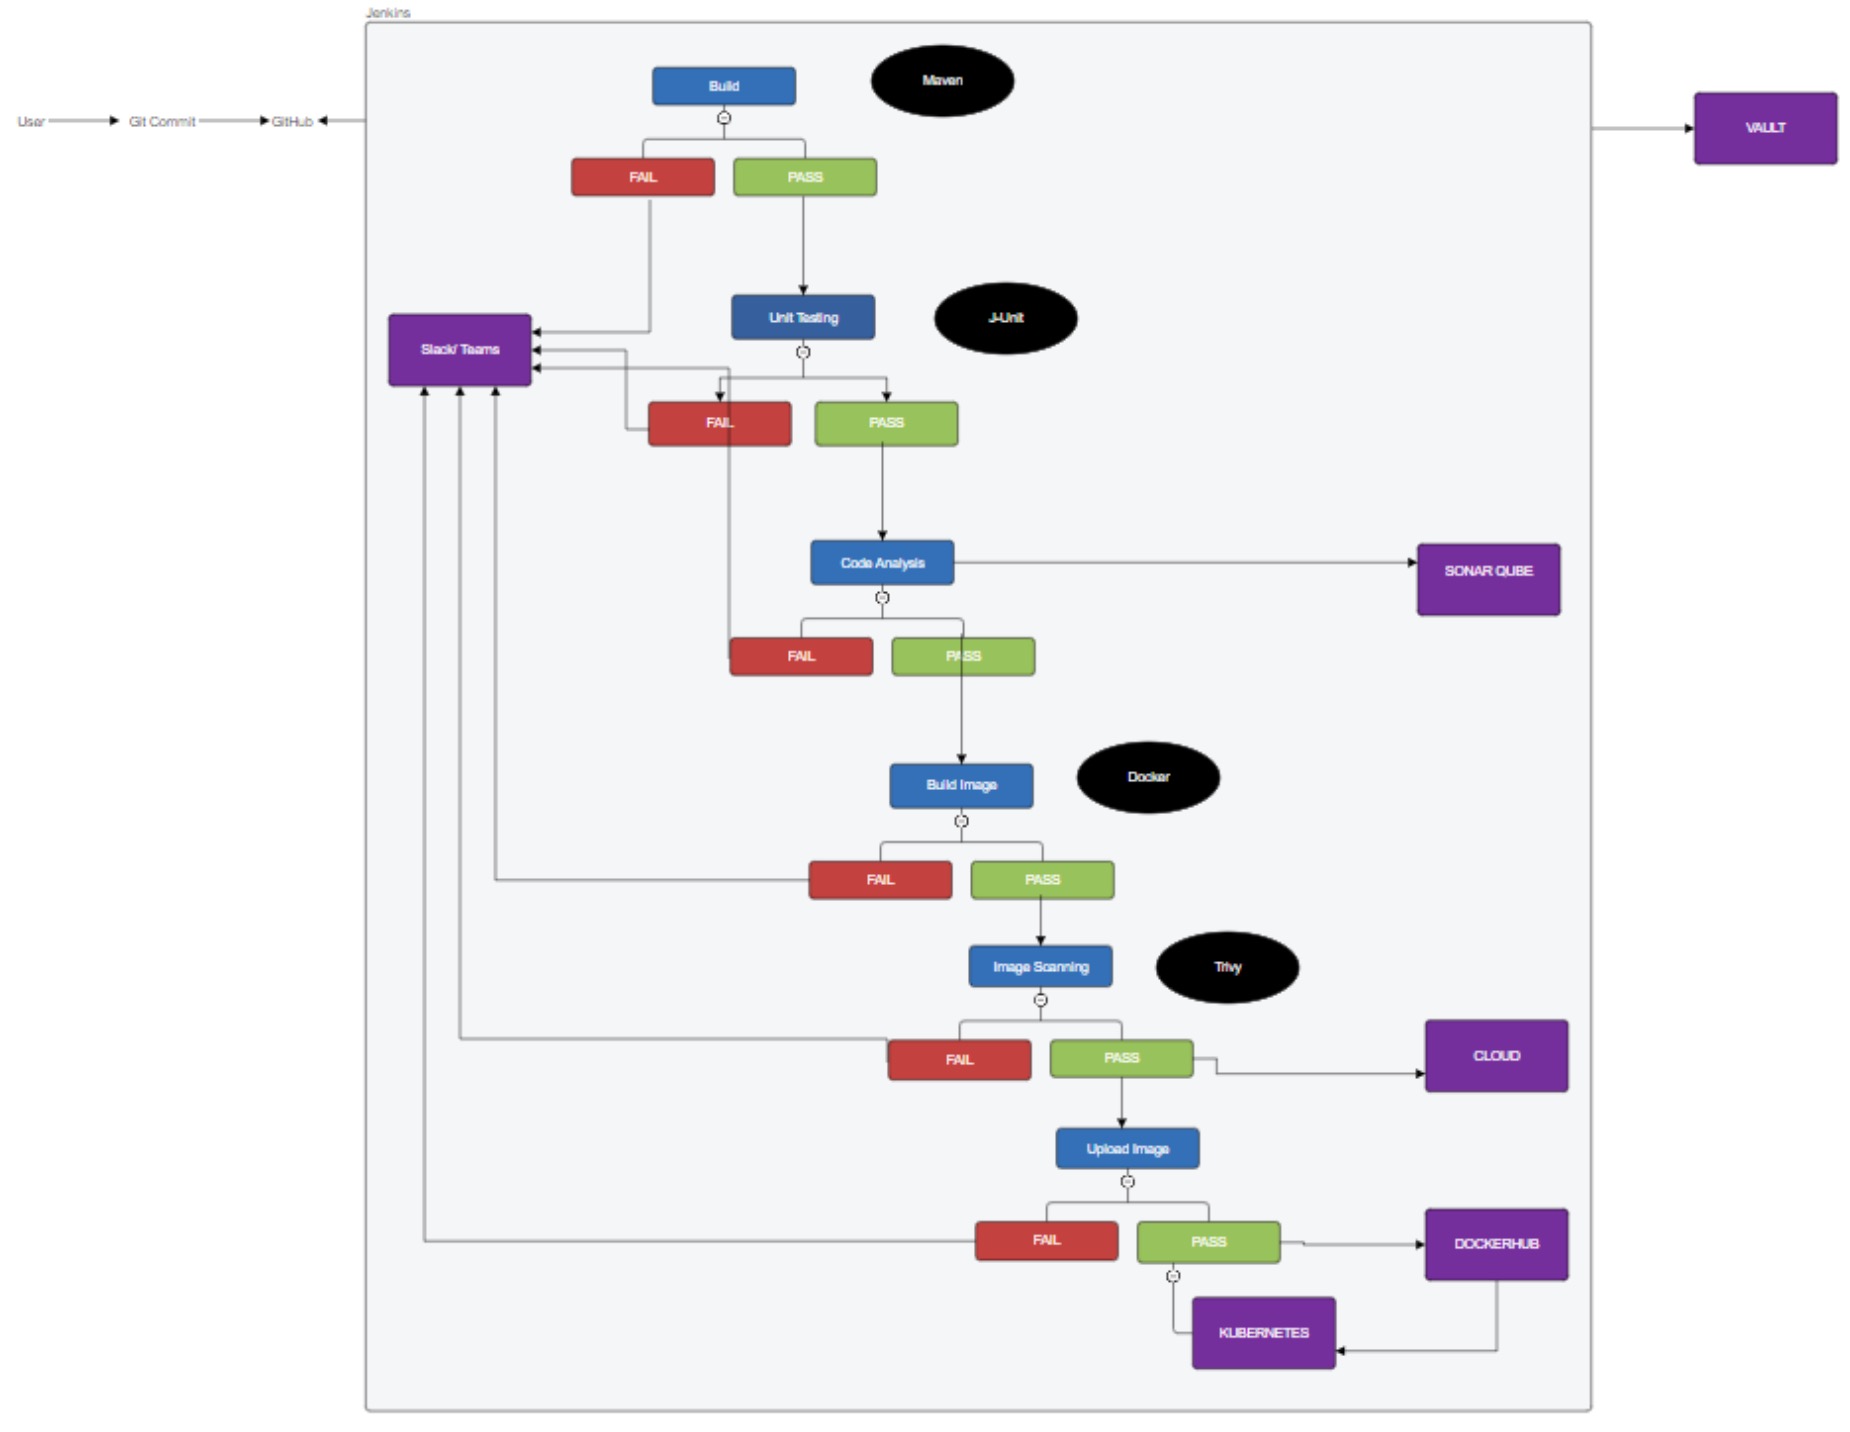 Jenkins
Build
Maven
User
Git Commit
GitHub
VAULT
FAIL
PASS
Unit Testing
J-Unit
Slack/ Teams
FAIL
PASS
Code Analysis
SONAR QUBE
FAIL
PASS
Build Image
Docker
FAIL
PASS
Image Scanning
Trivy
FAIL
PASS
CLOUD
Upload Image
FAIL
PASS
DOCKERHUB
KUBERNETES